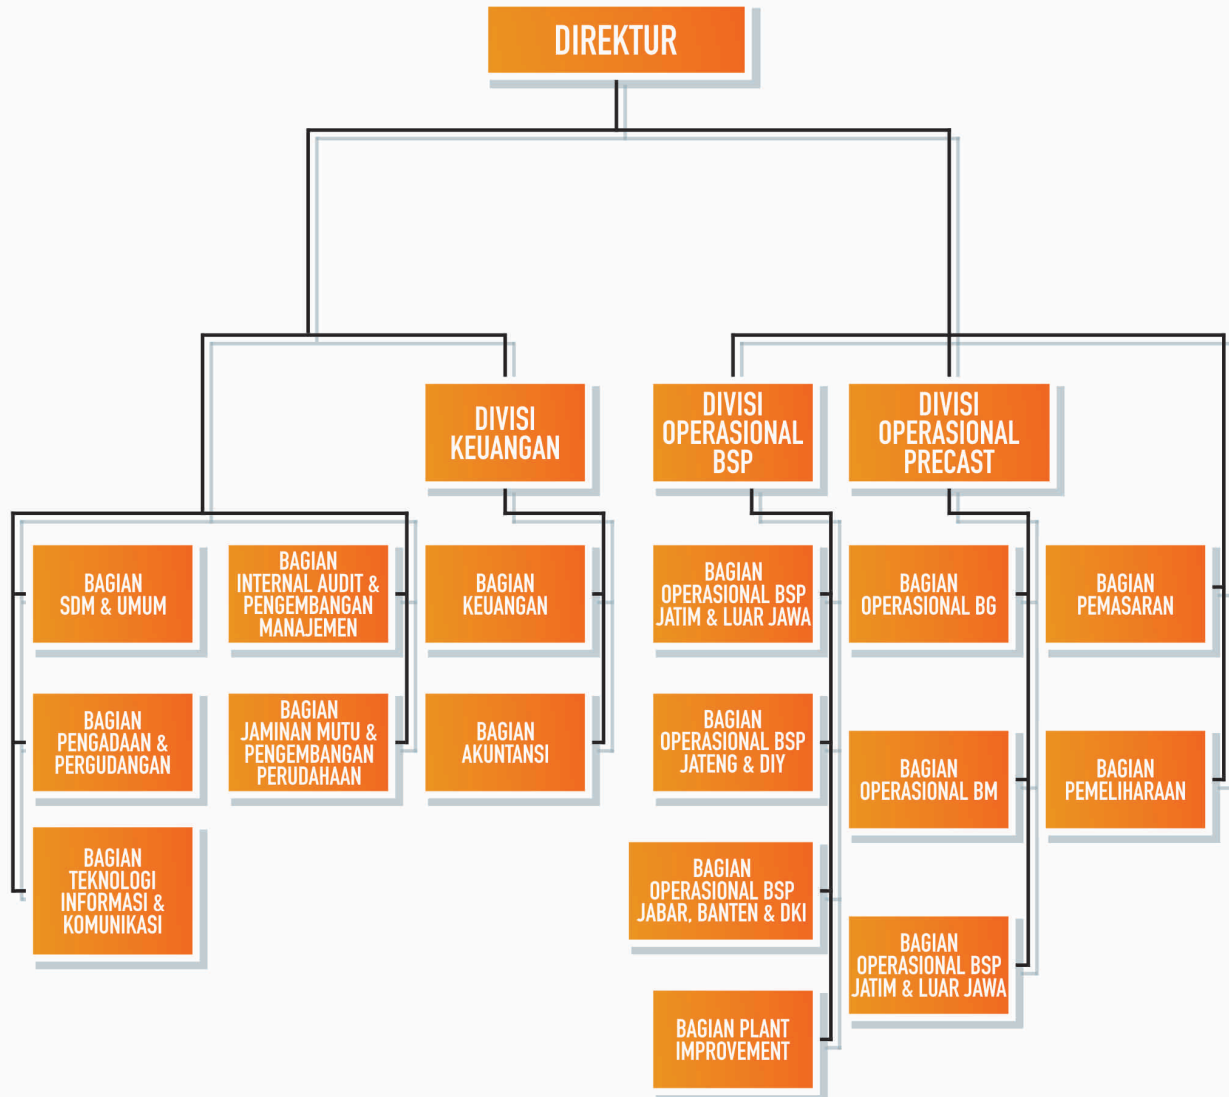 DIREKTUR
DIVISI
KEUANGAN
DIVISI
OPERASIONAL
BSP
DIVISI
OPERASIONAL
PRECAST
BAGIAN
SDM & UMUM
BAGIAN
INTERNAL AUDIT &
PENGEMBANGAN
MANAJEMEN
BAGIAN
KEUANGAN
BAGIAN
OPERASIONAL BSP
JATIM & LUAR JAWA
BAGIAN
OPERASIONAL BG
BAGIAN
PEMASARAN
BAGIAN
PENGADAAN &
PERGUDANGAN
BAGIAN
JAMINAN MUTU &
PENGEMBANGAN
PERUDAHAAN
BAGIAN
AKUNTANSI
BAGIAN
OPERASIONAL BSP
JATENG & DIY
BAGIAN
OPERASIONAL BM
BAGIAN
PEMELIHARAAN
BAGIAN
TEKNOLOGI
INFORMASI &
KOMUNIKASI
BAGIAN
OPERASIONAL BSP
JABAR, BANTEN & DKI
BAGIAN
OPERASIONAL BSP
JATIM & LUAR JAWA
BAGIAN PLANT
IMPROVEMENT